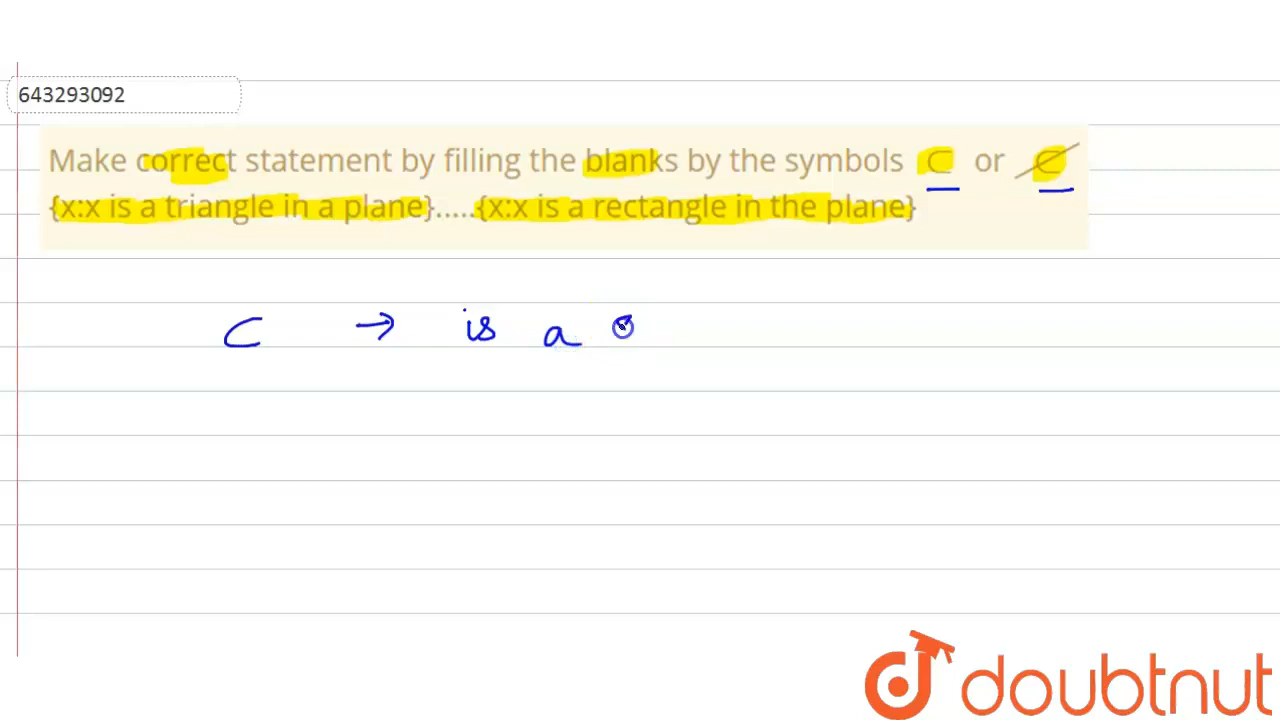 643293092
Make correct statement by filling the blanks by the symbols ⊂ or ⊄
{x:x is a triangle in a plane}.....{x:x is a rectangle in the plane}
⊂ → is a
doubtnut